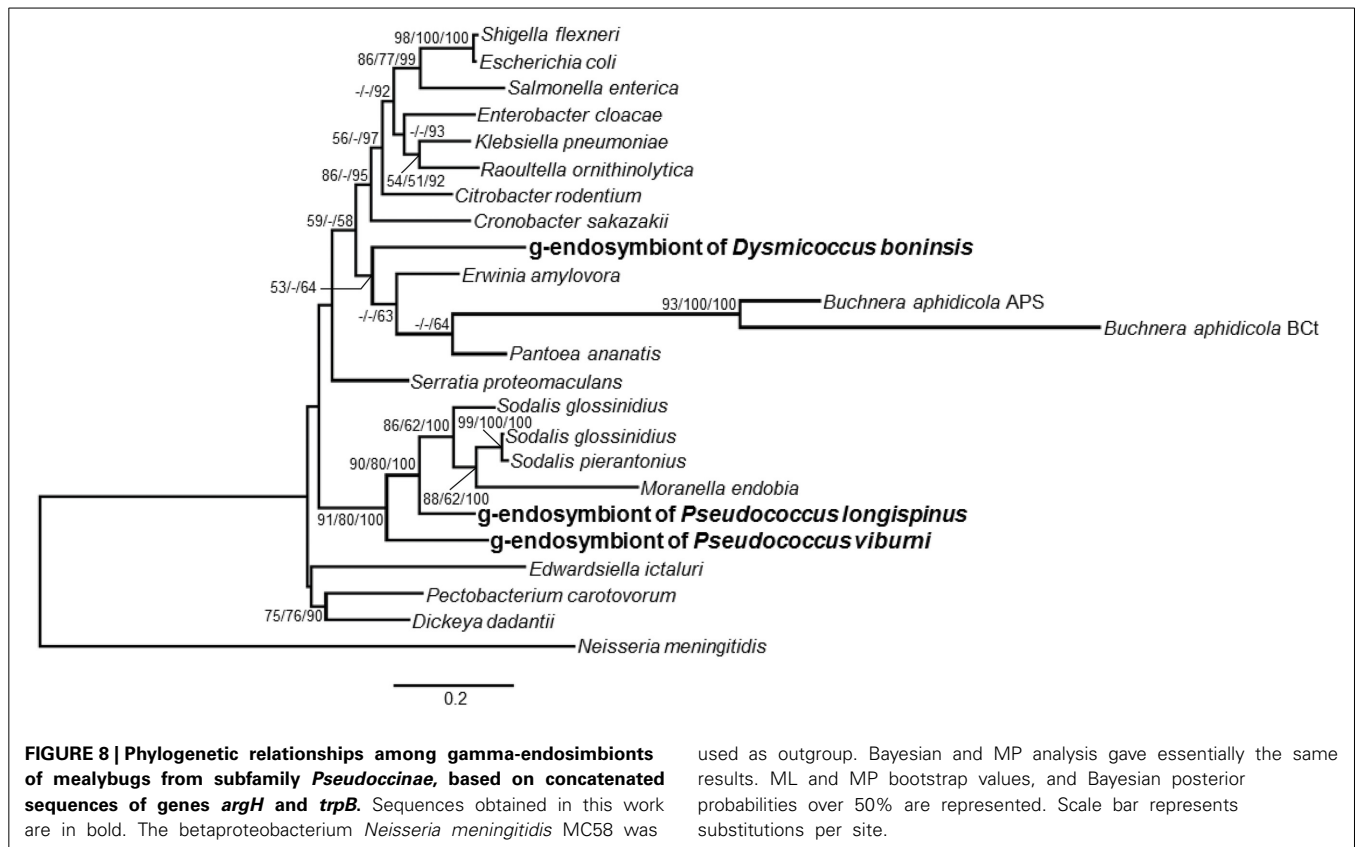 98/100/100
Shigella flexneri
86/77/99
Escherichia coli
-/-/92
Salmonella enterica
Enterobacter cloacae
56/-/97
-/-/93
Klebsiella pneumoniae
Raoultella ornithinolytica
86/-/95
54/51/92
Citrobacter rodentium
59/-/58
Cronobacter sakazakii
g-endosymbiont of Dysmicoccus boninsis
53/-/64
Erwinia amylovora
93/100/100
Buchnera aphidicola APS
-/-/63
-/-/64
Buchnera aphidicola BCt
Pantoea ananatis
Serratia proteomaculans
Sodalis glossinidius
86/62/100
99/100/100
Sodalis glossinidius
90/80/100
Sodalis pierantonius
88/62/100
Moranella endobia
91/80/100
g-endosymbiont of Pseudococcus longispinus
g-endosymbiont of Pseudococcus viburni
Edwardsiella ictaluri
Pectobacterium carotovorum
75/76/90
Dickeya dadantii
Neisseria meningitidis
0.2
FIGURE 8 | Phylogenetic relationships among gamma-endosimbionts
of mealybugs from subfamily Pseudoccinae, based on concatenated
sequences of genes argH and trpB. Sequences obtained in this work
are in bold. The betaproteobacterium Neisseria meningitidis MC58 was
used as outgroup. Bayesian and MP analysis gave essentially the same
results. ML and MP bootstrap values, and Bayesian posterior
probabilities over 50% are represented. Scale bar represents
substitutions per site.